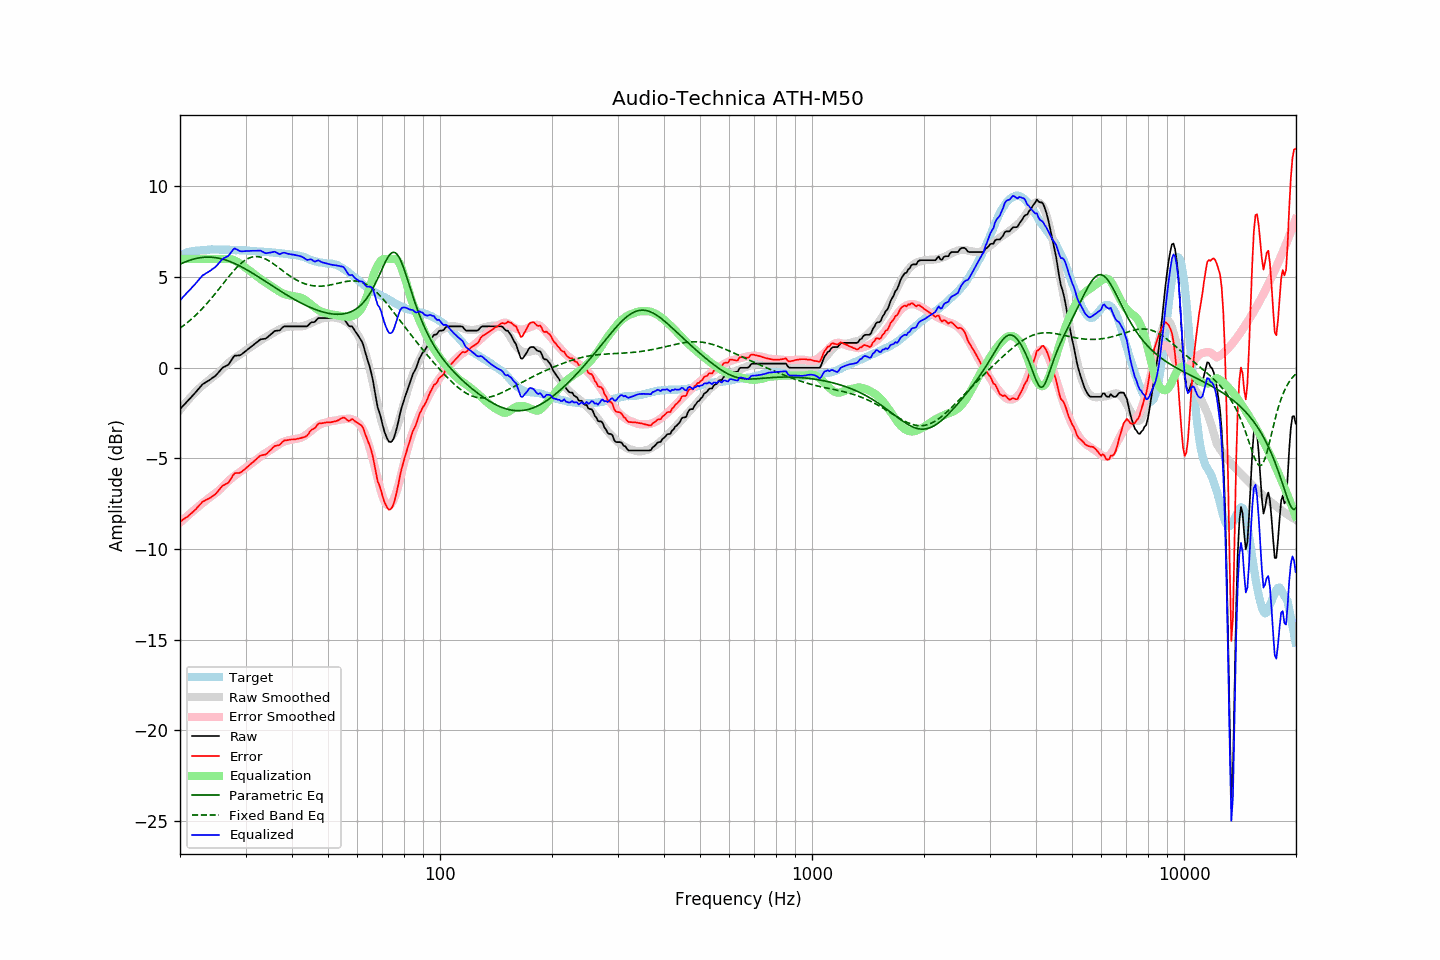 Audio-Technica ATH-M50
10
5
0
−5
−10
−15
−20
−25
Amplitude (dBr)
Target
Raw Smoothed
Error Smoothed
Raw
Error
Equalization
Parametric Eq
Fixed Band Eq
Equalized
100 1000 10000
Frequency (Hz)